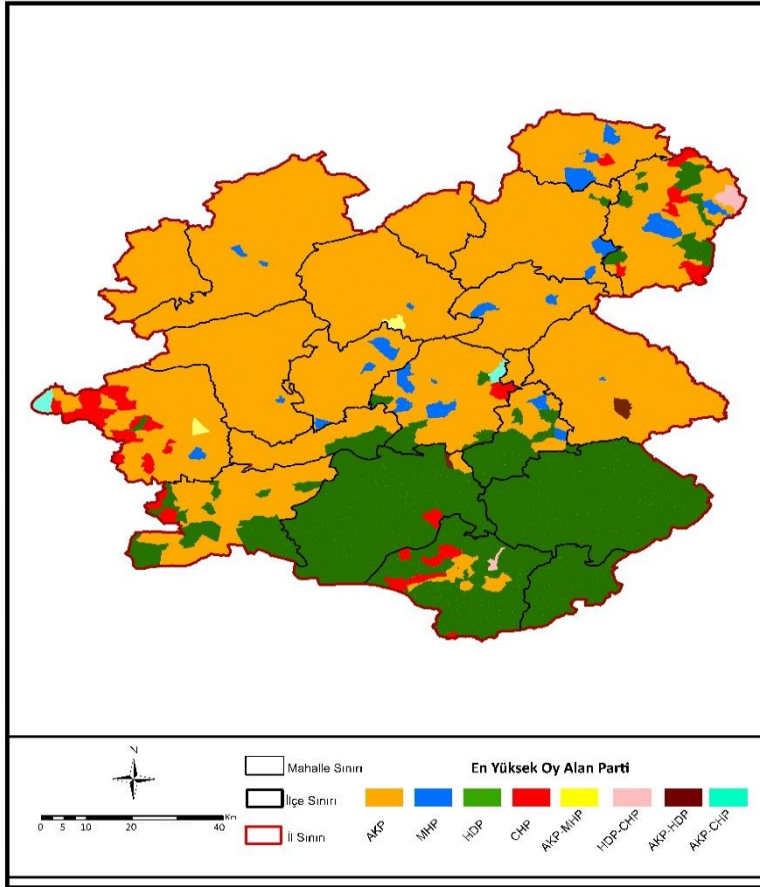 N
0 5 10 20 40 Km
Mahalle Sınırı
İlçe Sınırı
İl Sınırı
En Yüksek Oy Alan Parti
AKP
MHP
HDP
CHP
AKP-MHP
HDP-CHP
AKP-HDP
AKP-CHP